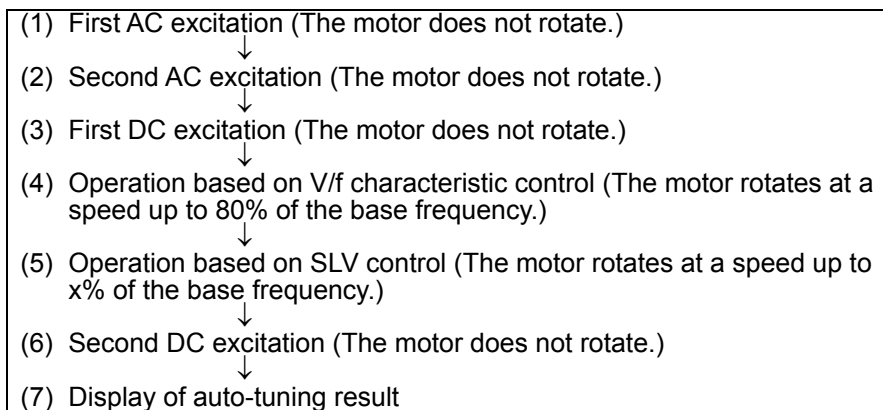 (1) First AC excitation (The motor does not rotate.)
↓
(2) Second AC excitation (The motor does not rotate.)
↓
(3) First DC excitation (The motor does not rotate.)
↓
(4) Operation based on V/f characteristic control (The motor rotates at a
speed up to 80% of the base frequency.)
↓
(5) Operation based on SLV control (The motor rotates at a speed up to
x% of the base frequency.)
↓
(6) Second DC excitation (The motor does not rotate.)
↓
(7) Display of auto-tuning result